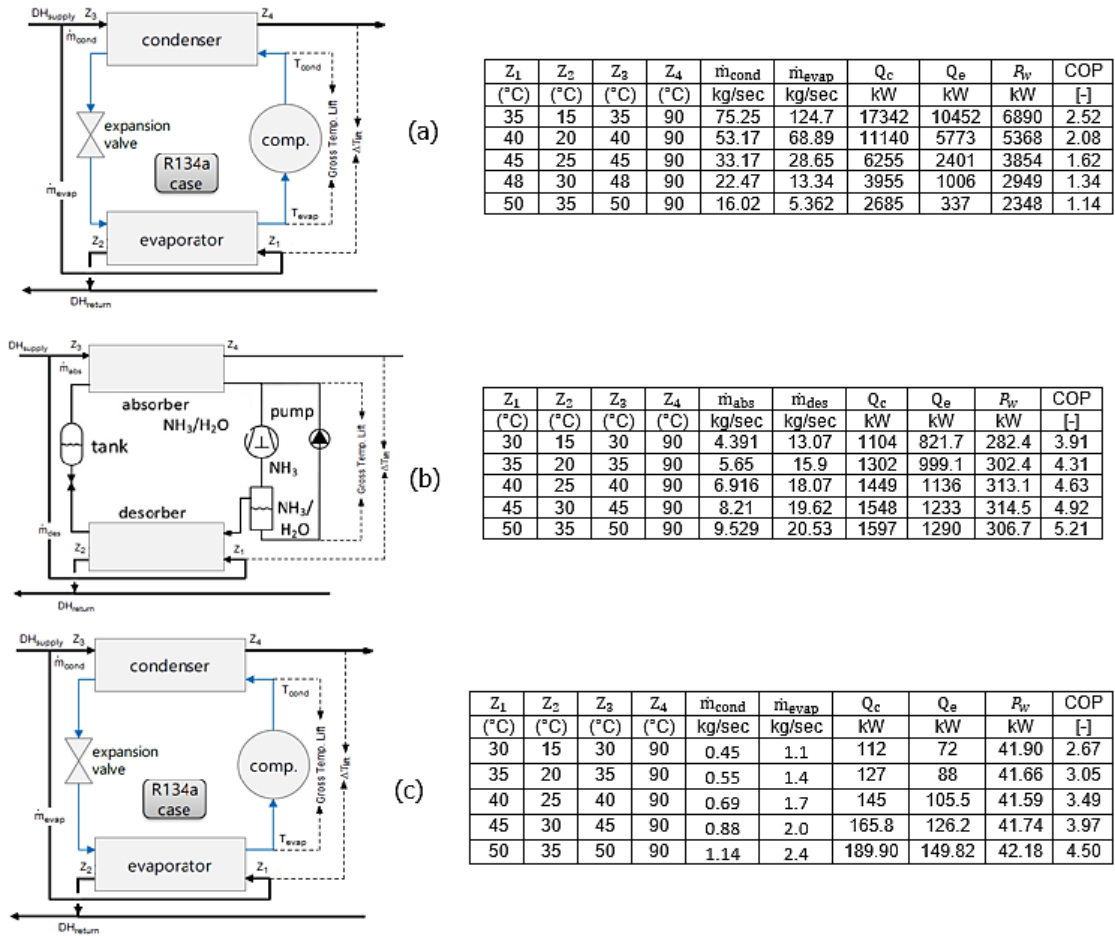 DHsupply Z3 Z4
ṁcond
condenser
Tcond
expansion
valve
comp.
Gross Temp. Lift
ΔTlift
R134a
case
ṁevap
Tevap
Z2 evaporator Z1
DHreturn
(a)
Z1 Z2 Z3 Z4 ṁcond ṁevap Qc Qe Pw COP
(°C) (°C) (°C) (°C) kg/sec kg/sec kW kW kW [-]
35 15 35 90 75.25 124.7 17342 10452 6890 2.52
40 20 40 90 53.17 68.89 11140 5773 5368 2.08
45 25 45 90 33.17 28.65 6255 2401 3854 1.62
48 30 48 90 22.47 13.34 3955 1006 2949 1.34
50 35 50 90 16.02 5.362 2685 337 2348 1.14
DHsupply Z3 Z4
ṁabs
absorber
NH3/H2O
pump
tank
NH3
Gross Temp. Lift
ΔTlift
NH3/
H2O
desorber
ṁdes
Z2 Z1
DHreturn
(b)
Z1 Z2 Z3 Z4 ṁabs ṁdes Qc Qe Pw COP
(°C) (°C) (°C) (°C) kg/sec kg/sec kW kW kW [-]
30 15 30 90 4.391 13.07 1104 821.7 282.4 3.91
35 20 35 90 5.65 15.9 1302 999.1 302.4 4.31
40 25 40 90 6.916 18.07 1449 1136 313.1 4.63
45 30 45 90 8.21 19.62 1548 1233 314.5 4.92
50 35 50 90 9.529 20.53 1597 1290 306.7 5.21
DHsupply Z3 Z4
ṁcond
condenser
Tcond
expansion
valve
comp.
Gross Temp. Lift
ΔTlift
R134a
case
ṁevap
Tevap
Z2 evaporator Z1
DHreturn
(c)
Z1 Z2 Z3 Z4 ṁcond ṁevap Qc Qe Pw COP
(°C) (°C) (°C) (°C) kg/sec kg/sec kW kW kW [-]
30 15 30 90 0.45 1.1 112 72 41.90 2.67
35 20 35 90 0.55 1.4 127 88 41.66 3.05
40 25 40 90 0.69 1.7 145 105.5 41.59 3.49
45 30 45 90 0.88 2.0 165.8 126.2 41.74 3.97
50 35 50 90 1.14 2.4 189.90 149.82 42.18 4.50